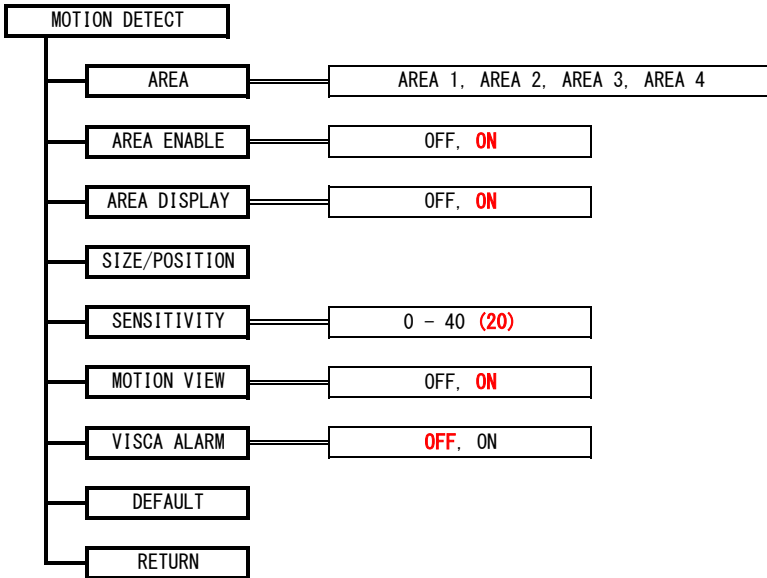 MOTION DETECT
AREA AREA 1, AREA 2, AREA 3, AREA 4
AREA ENABLE OFF, ON
AREA DISPLAY OFF, ON
SIZE/POSITION
SENSITIVITY 0 - 40 (20)
MOTION VIEW OFF, ON
VISCA ALARM OFF, ON
DEFAULT
RETURN